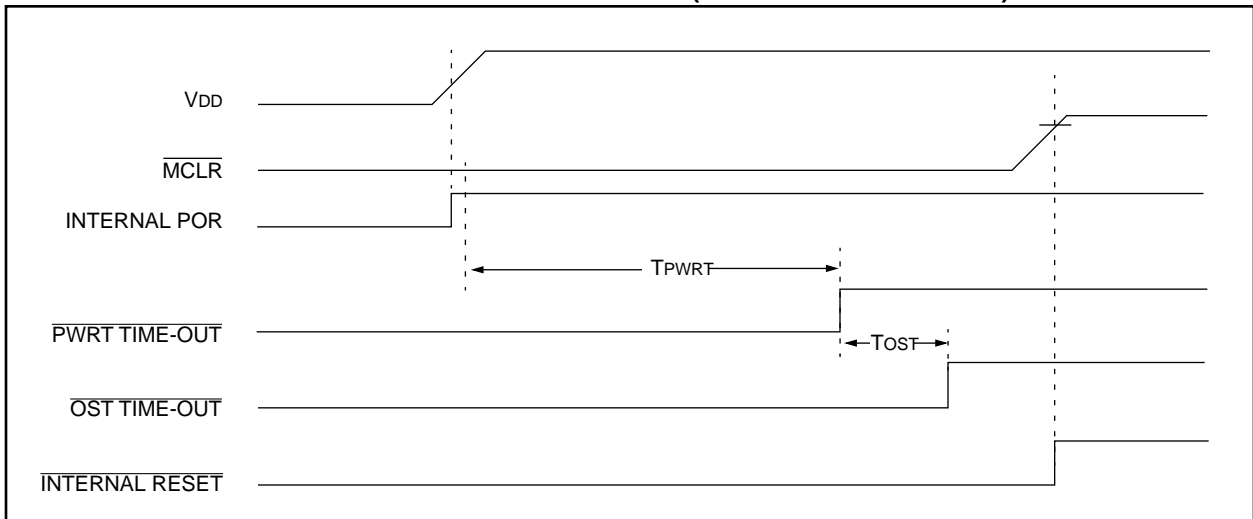 VDD
MCLR
INTERNAL POR
TPWRT
PWRT TIME-OUT
TOST
OST TIME-OUT
INTERNAL RESET